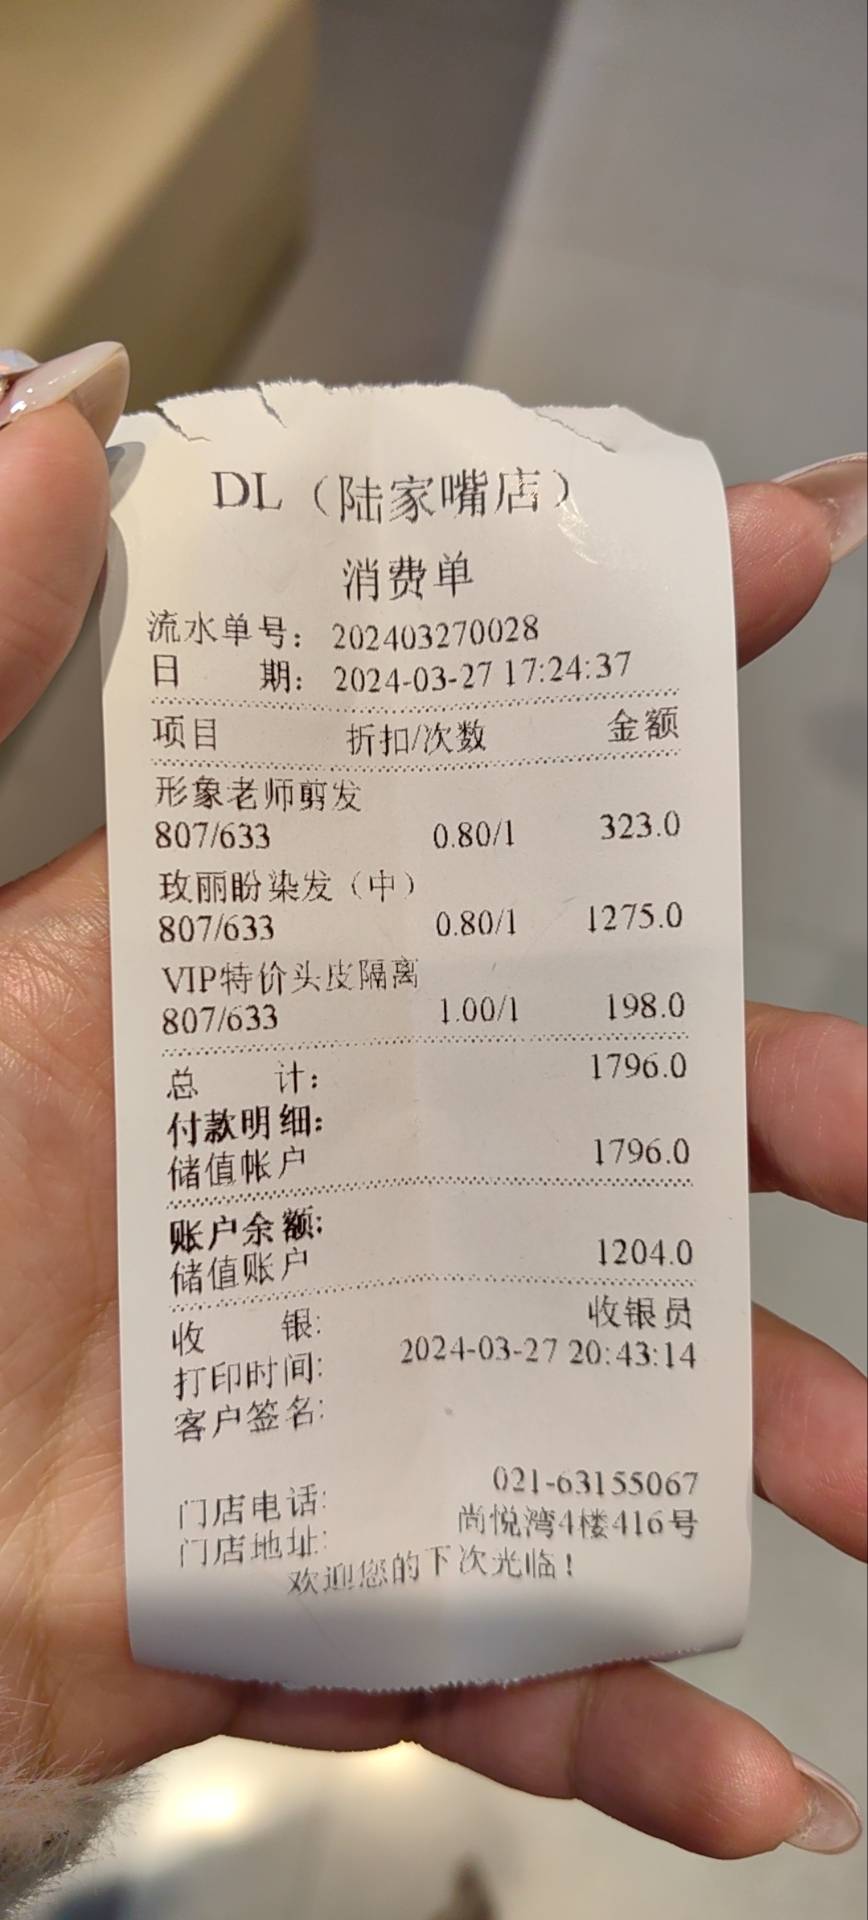 DL（陆家嘴店）
消费单
流水单号： 202403270028
日 期： 2024-03-27 17:24:37
项目 折扣/次数 金额
形象老师剪发
807/633 0.80/1 323.0
玫丽盼染发（中）
807/633 0.80/1 1275.0
VIP特价头皮隔离
807/633 1.00/1 198.0
总 计： 1796.0
付款明细:
储值帐户 1796.0
账户余额:
储值账户 1204.0
收 银: 收银员
打印时间: 2024-03-27 20:43:14
客户签名:
门店电话: 021-63155067
门店地址: 尚悦湾4楼416号
欢迎您的下次光临！